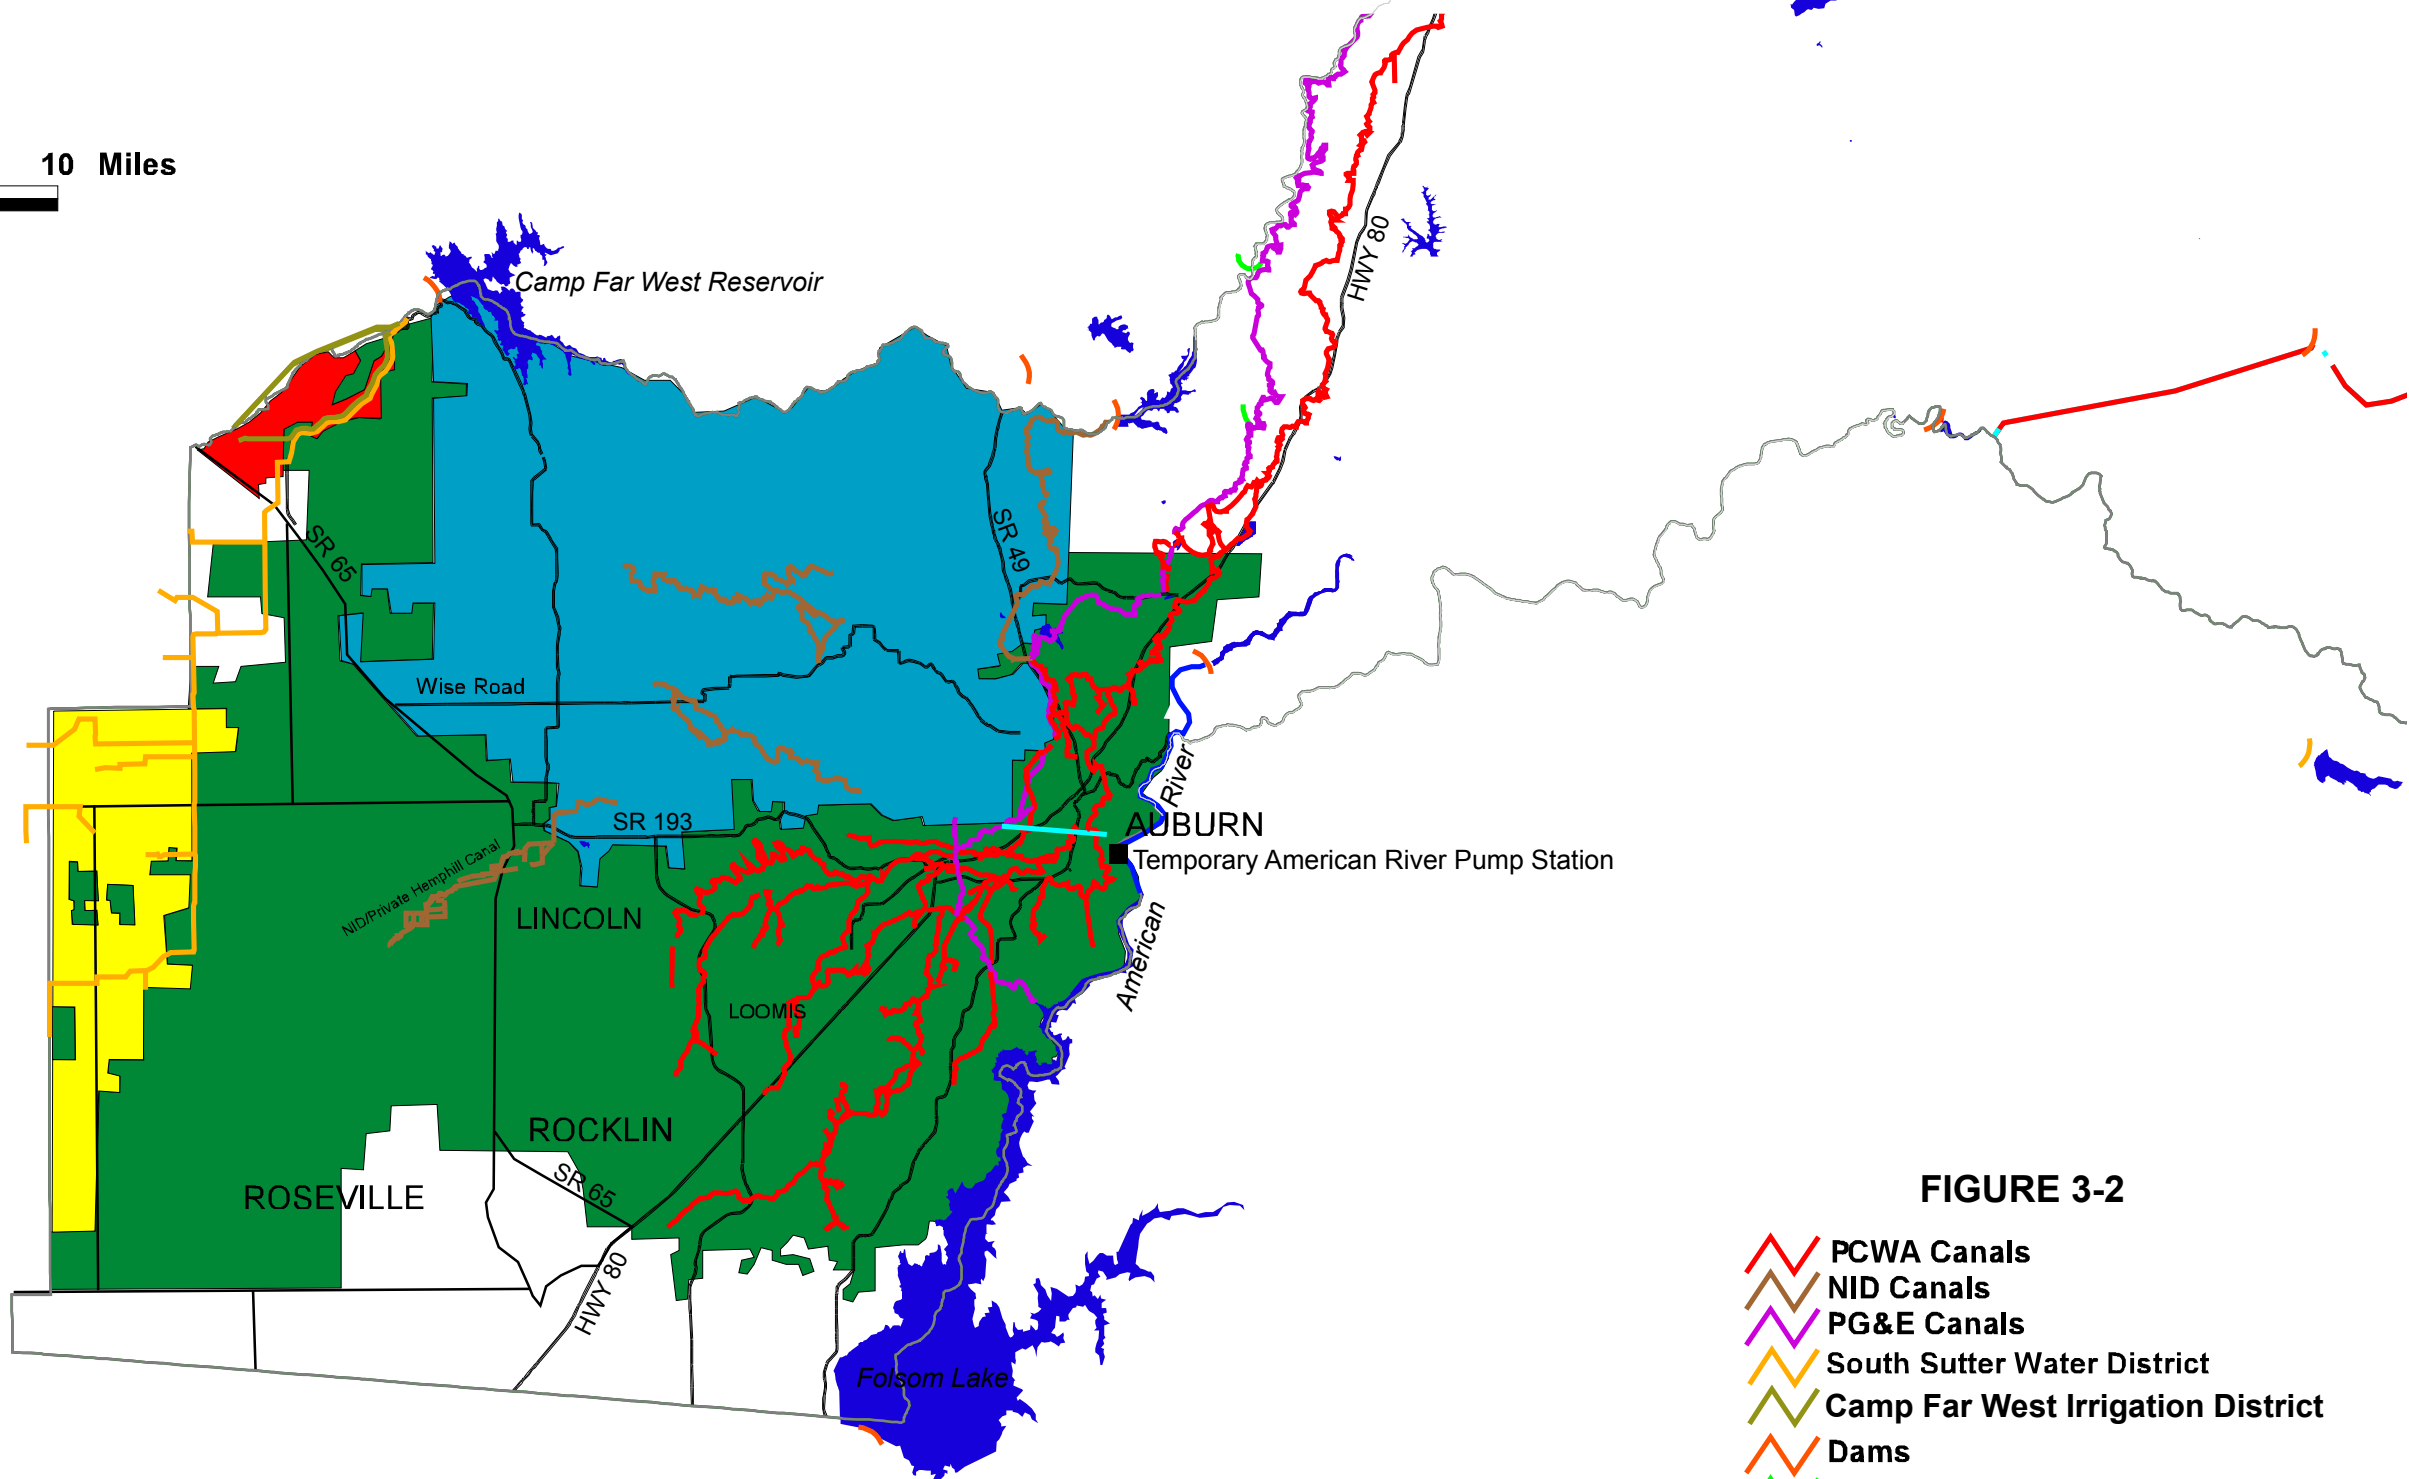 10 Miles
Camp Far West Reservoir
HWY 80
SR 49
SR 65
Wise Road
River
SR 193
AUBURN
Temporary American River Pump Station
NID/Private Hemphill Canal
LINCOLN
American
LOOMIS
ROCKLIN
SR 65
ROSEVILLE
HWY 80
Folsom Lake
FIGURE 3-2
PCWA Canals
NID Canals
PG&E Canals
South Sutter Water District
Camp Far West Irrigation District
Dams